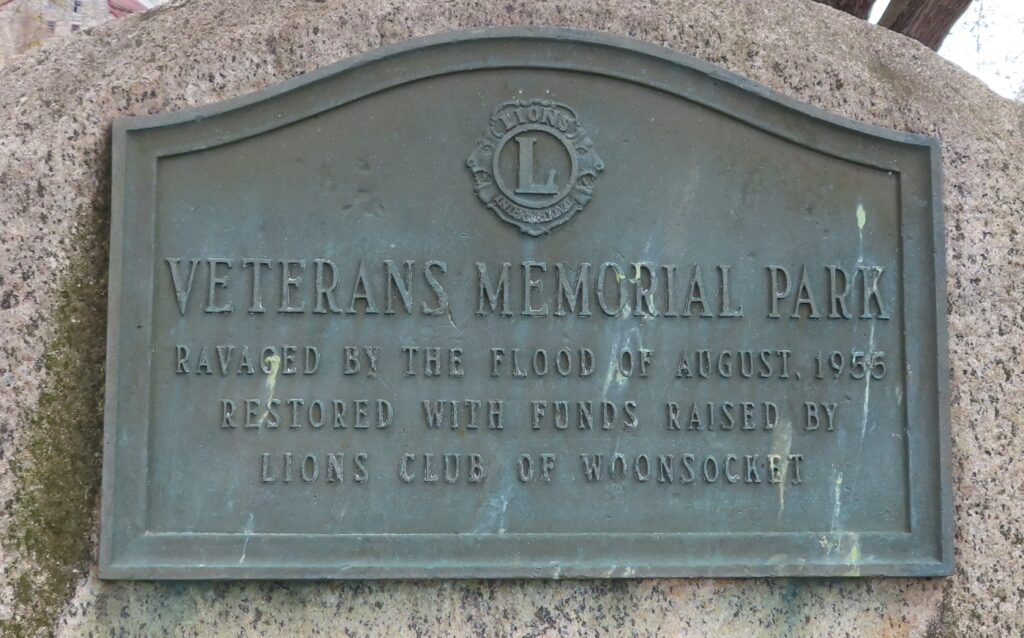 LIONS
L
INTERNATIONAL
VETERANS MEMORIAL PARK
RAVAGED BY THE FLOOD OF AUGUST, 1955
RESTORED WITH FUNDS RAISED BY
LIONS CLUB OF WOONSOCKET